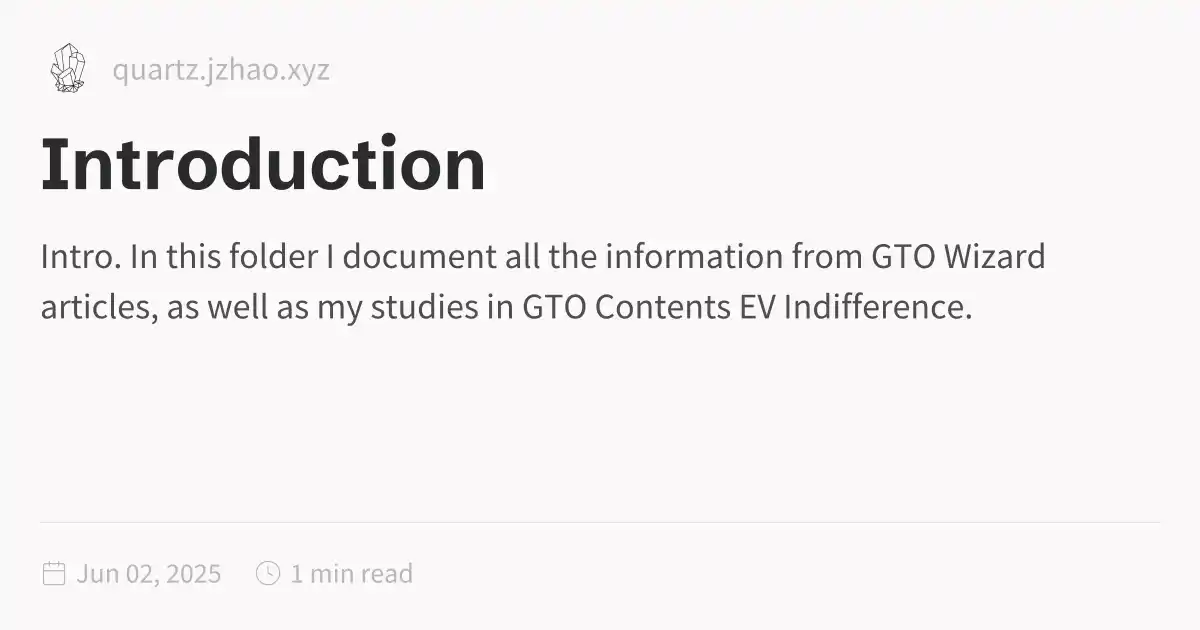 quartz.jzhao.xyz
Introduction
Intro. In this folder I document all the information from GTO Wizard
articles, as well as my studies in GTO Contents EV Indifference.
Jun 02, 2025 1 min read